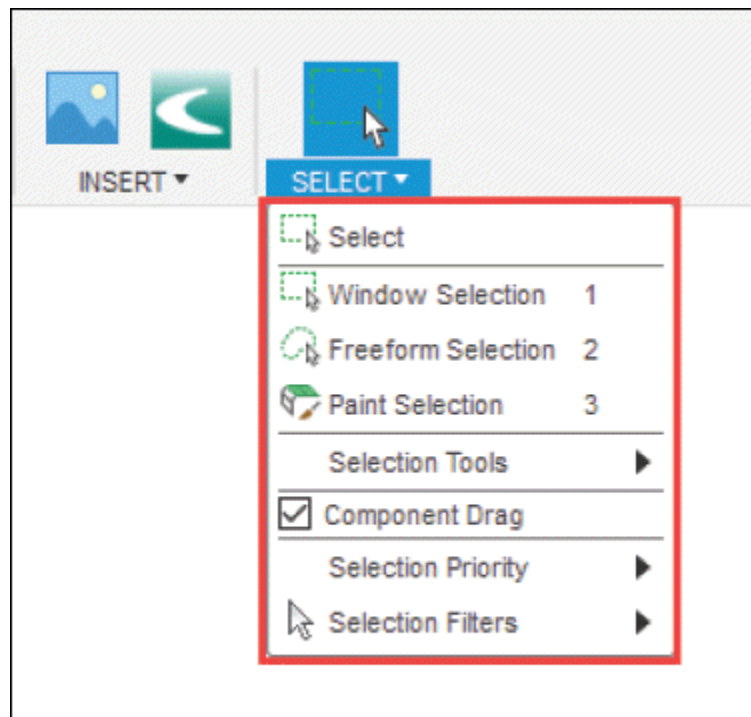 INSERT SELECT
Select
Window Selection 1
Freeform Selection 2
Paint Selection 3
Selection Tools
Component Drag
Selection Priority
Selection Filters